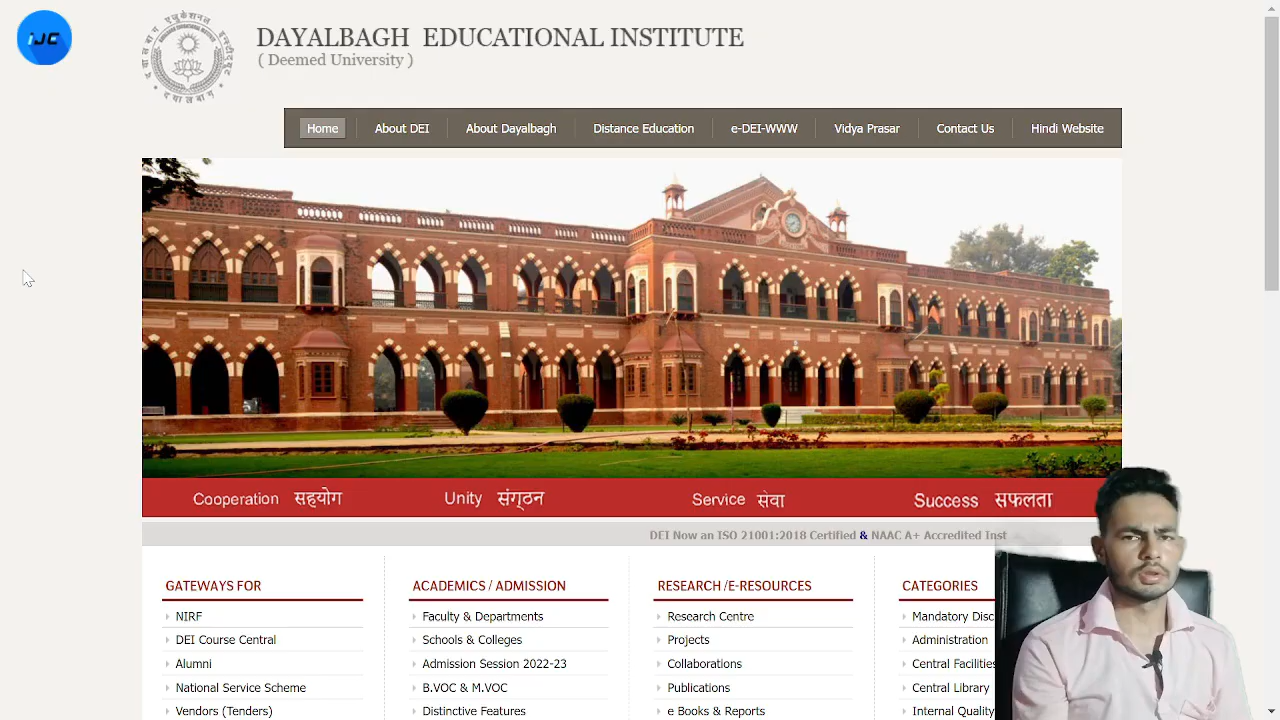 iJC
DAYALBAGH EDUCATIONAL INSTITUTE
( Deemed University )
Home
About DEI
About Dayalbagh
Distance Education
e-DEI-WWW
Vidya Prasar
Contact Us
Hindi Website
Cooperation सहयोग
Unity संग्ठन
Service सेवा
Success सफलता
DEI Now an ISO 21001:2018 Certified & NAAC A+ Accredited Inst
GATEWAYS FOR
NIRF
DEI Course Central
Alumni
National Service Scheme
Vendors (Tenders)
ACADEMICS / ADMISSION
Faculty & Departments
Schools & Colleges
Admission Session 2022-23
B.VOC & M.VOC
Distinctive Features
RESEARCH /E-RESOURCES
Research Centre
Projects
Collaborations
Publications
e Books & Reports
CATEGORIES
Mandatory Disc
Administration
Central Facilities
Central Library
Internal Quality